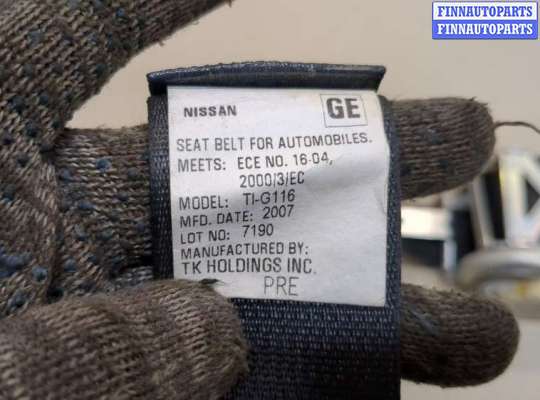 FINNAUTOPARTS
FINNAUTOPARTS
NISSAN GE
SEAT BELT FOR AUTOMOBILES.
MEETS: ECE NO. 16-04,
2000/3/EC
MODEL: TI-G116
MFD. DATE: 2007
LOT NO: 7190
MANUFACTURED BY:
TK HOLDINGS INC.
PRE